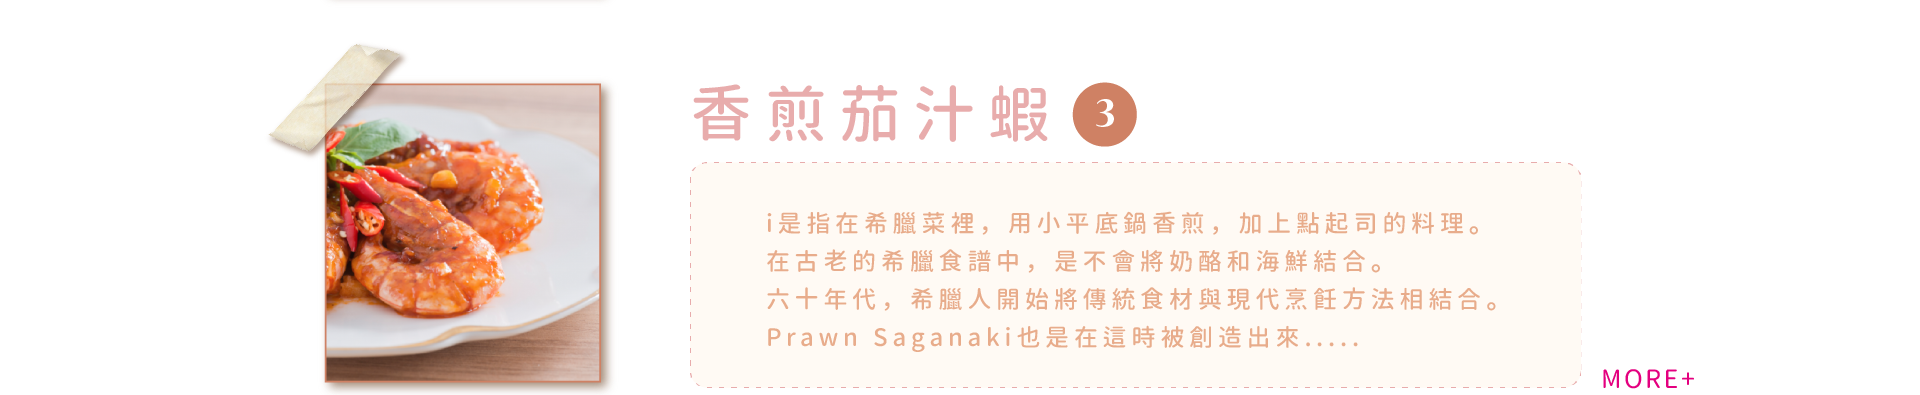 香煎茄汁蝦 3
i是指在希臘菜裡，用小平底鍋香煎，加上點起司的料理。
在古老的希臘食譜中，是不會將奶酪和海鮮結合。
六十年代，希臘人開始將傳統食材與現代烹飪方法相結合。
Prawn Saganaki也是在這時被創造出來.....
MORE+